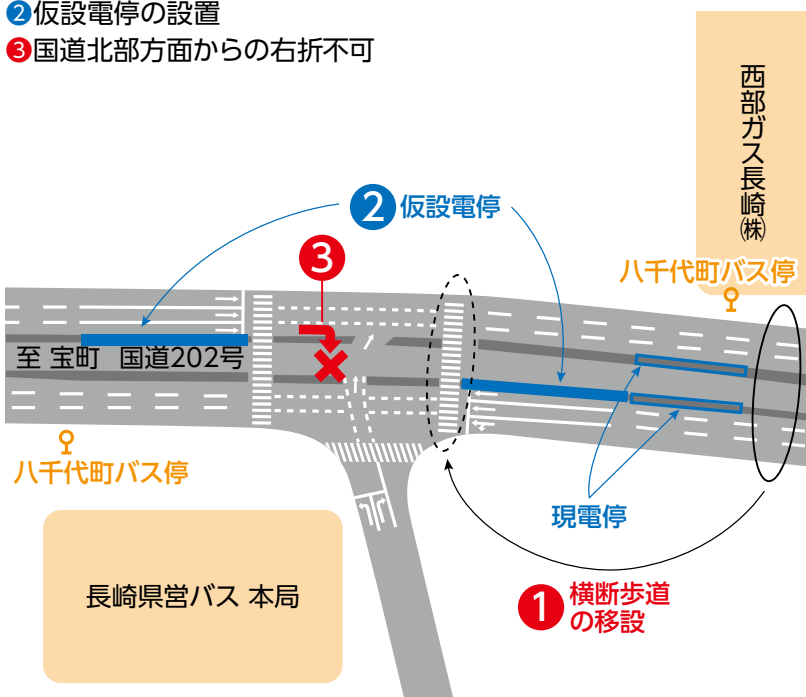 ❷仮設電停の設置
❸国道北部方面からの右折不可
西部ガス長崎㈱
❷仮設電停
❸
八千代町バス停
至 宝町 国道202号
八千代町バス停
現電停
長崎県営バス 本局
❶横断歩道
の移設